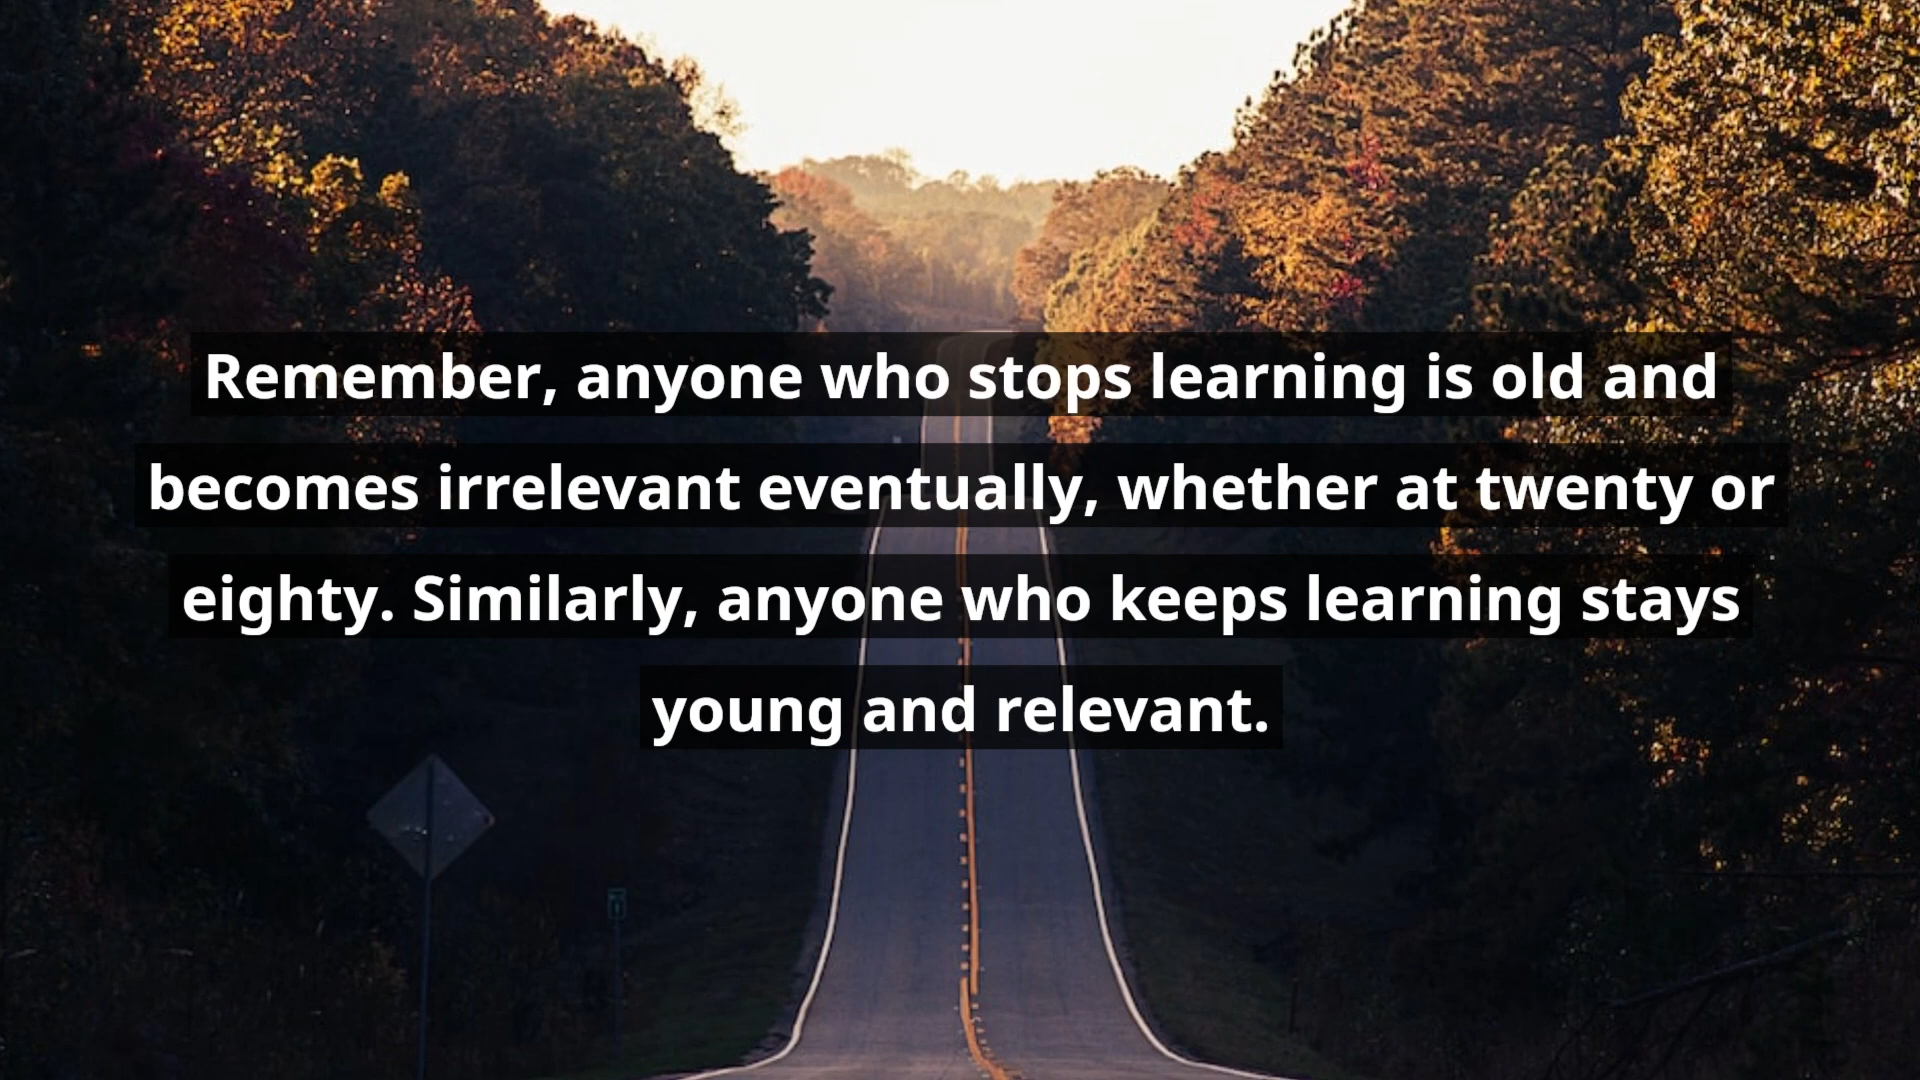 Remember, anyone who stops learning is old and
becomes irrelevant eventually, whether at twenty or
eighty. Similarly, anyone who keeps learning stays
young and relevant.